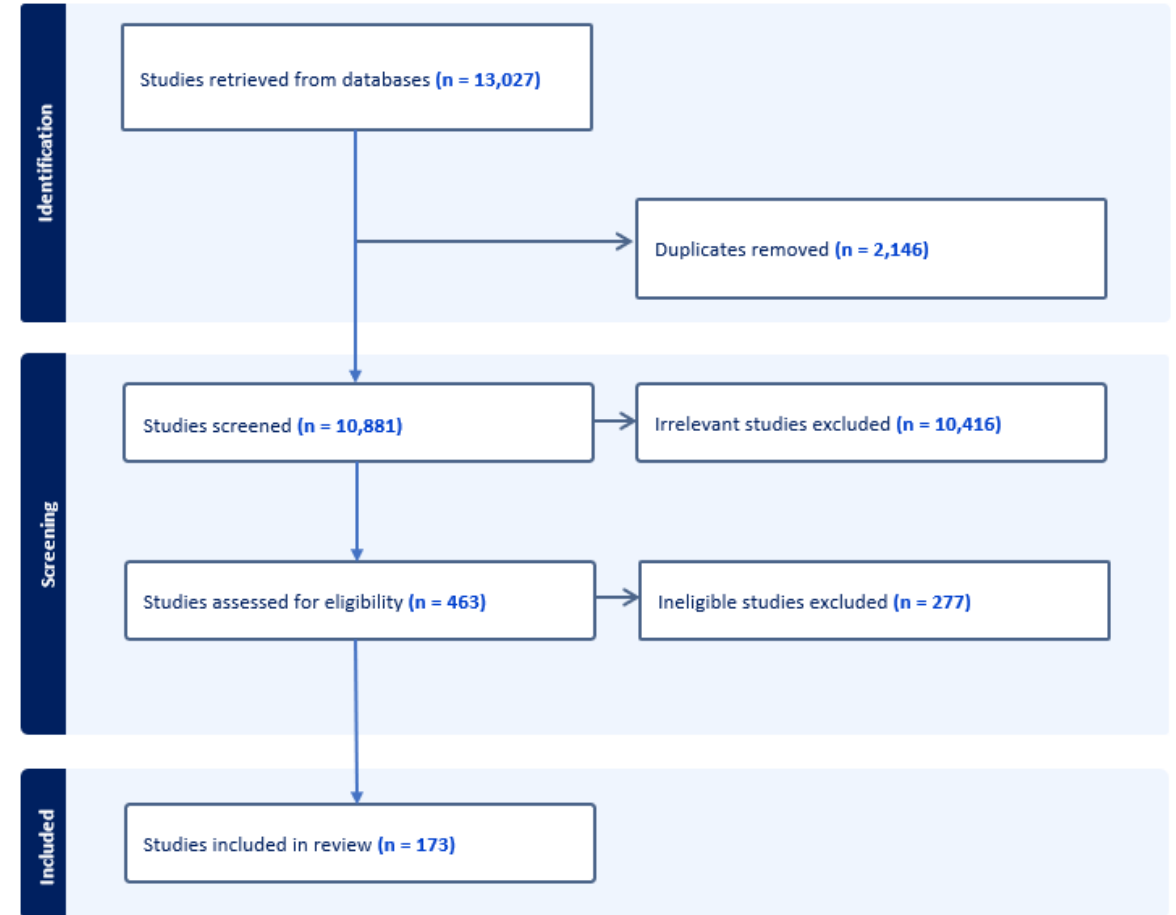 Identification
Studies retrieved from databases (n = 13,027)
Duplicates removed (n = 2,146)
Screening
Studies screened (n = 10,881)
Irrelevant studies excluded (n = 10,416)
Studies assessed for eligibility (n = 463)
Ineligible studies excluded (n = 277)
Included
Studies included in review (n = 173)